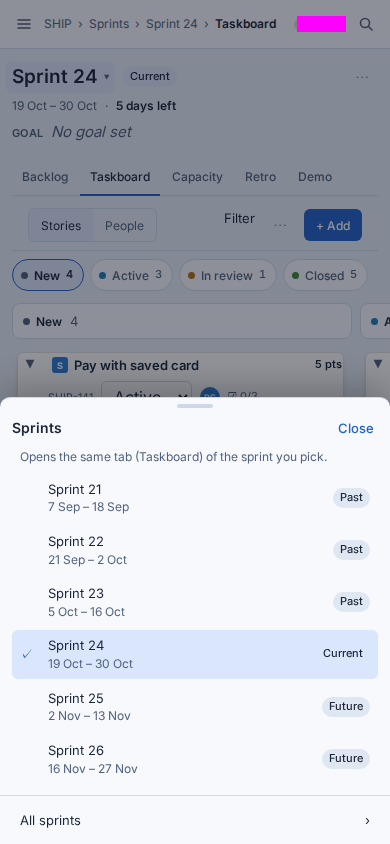 SHIP › Sprints › Sprint 24 › Taskboard
Sprint 24 ▾ Current ...
19 Oct – 30 Oct · 5 days left
GOAL No goal set
Backlog Taskboard Capacity Retro Demo
Stories People Filter ... + Add
New 4 Active 3 In review 1 Closed 5
New 4
S Pay with saved card 5 pts
SHIP-141 Active 0/3
Sprints Close
Opens the same tab (Taskboard) of the sprint you pick.
Sprint 21
7 Sep – 18 Sep Past
Sprint 22
21 Sep – 2 Oct Past
Sprint 23
5 Oct – 16 Oct Past
✓ Sprint 24
19 Oct – 30 Oct Current
Sprint 25
2 Nov – 13 Nov Future
Sprint 26
16 Nov – 27 Nov Future
All sprints ›